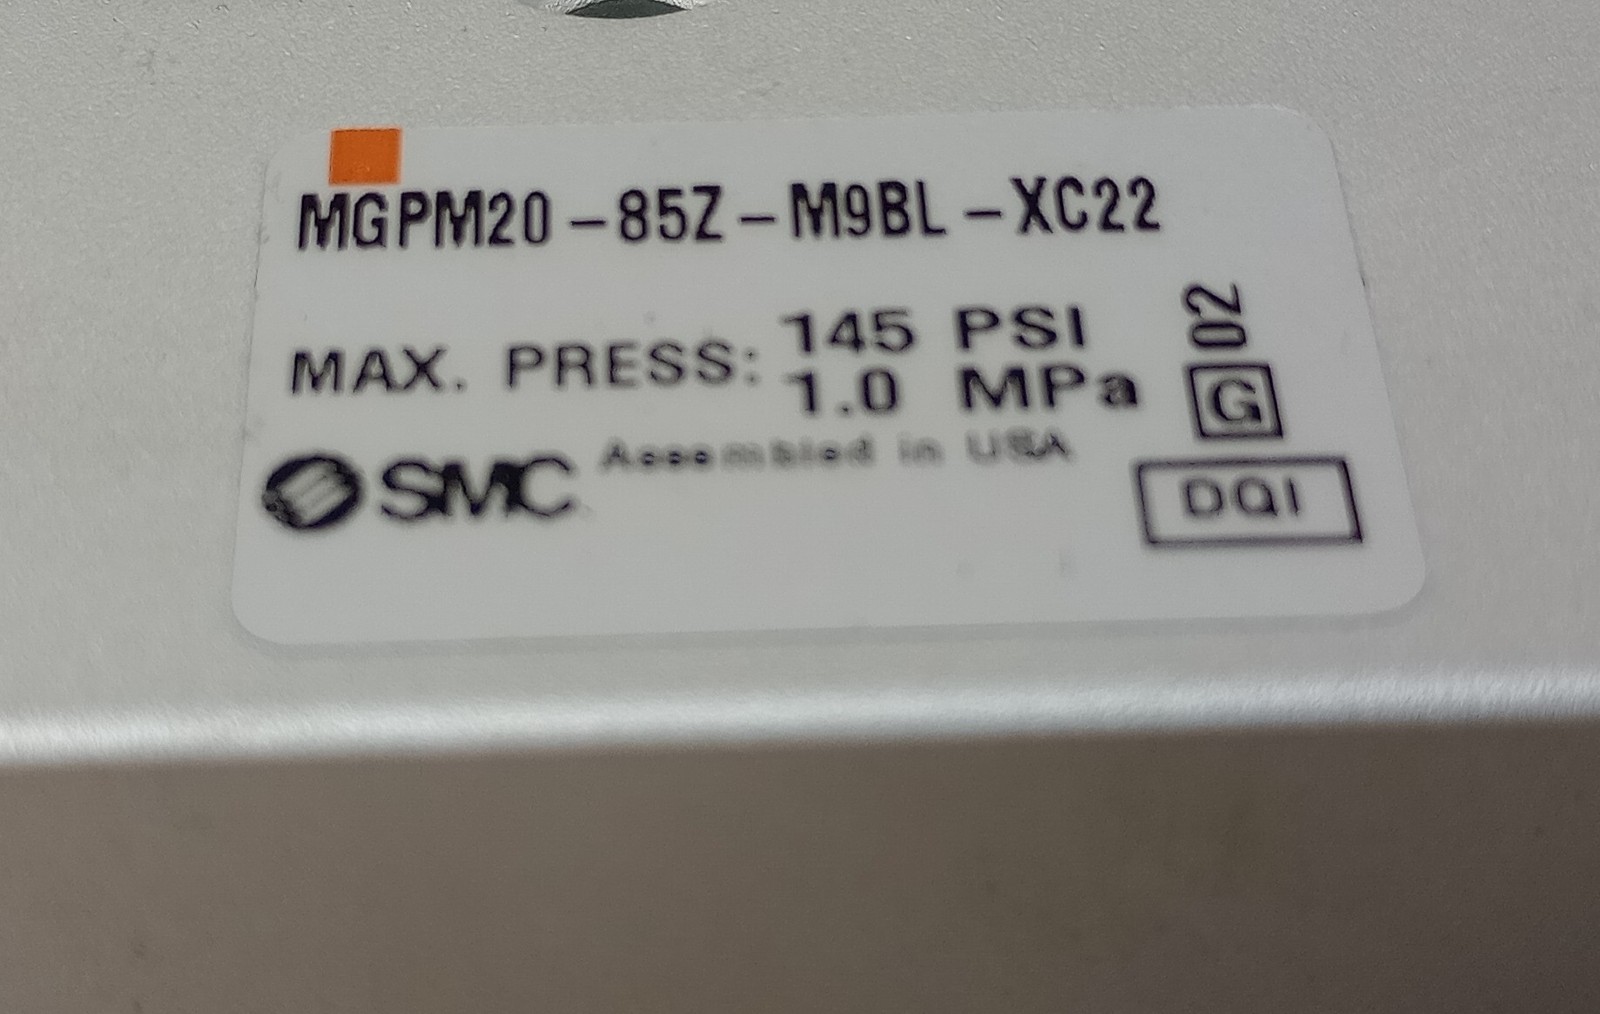 MGPM20-85Z-M9BL-XC22
MAX. PRESS: 145 PSI
1.0 MPa
02
G
SMC
Assembled in USA
DQI